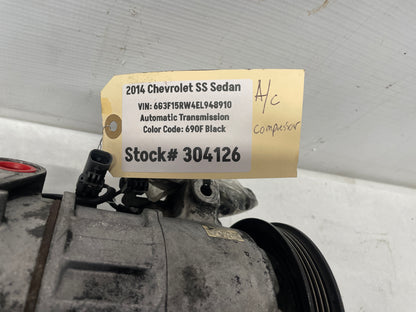 2014 Chevrolet SS Sedan
VIN: 6G3F15RW4EL948910
Automatic Transmission
Color Code: 690F Black
Stock# 304126
A/c
compressor